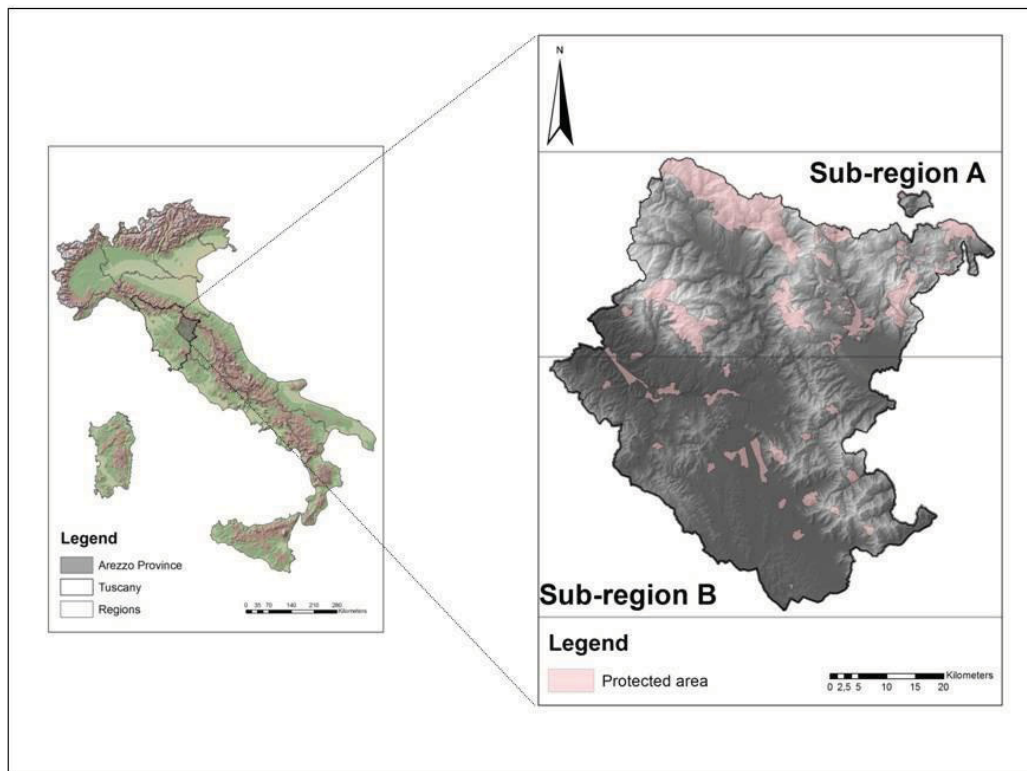 Legend
Arezzo Province
Tuscany
Regions
0 35 70 140 210 280
Kilometers
N
Sub-region A
Sub-region B
Legend
Protected area
Kilometers
0 2,5 5 10 15 20